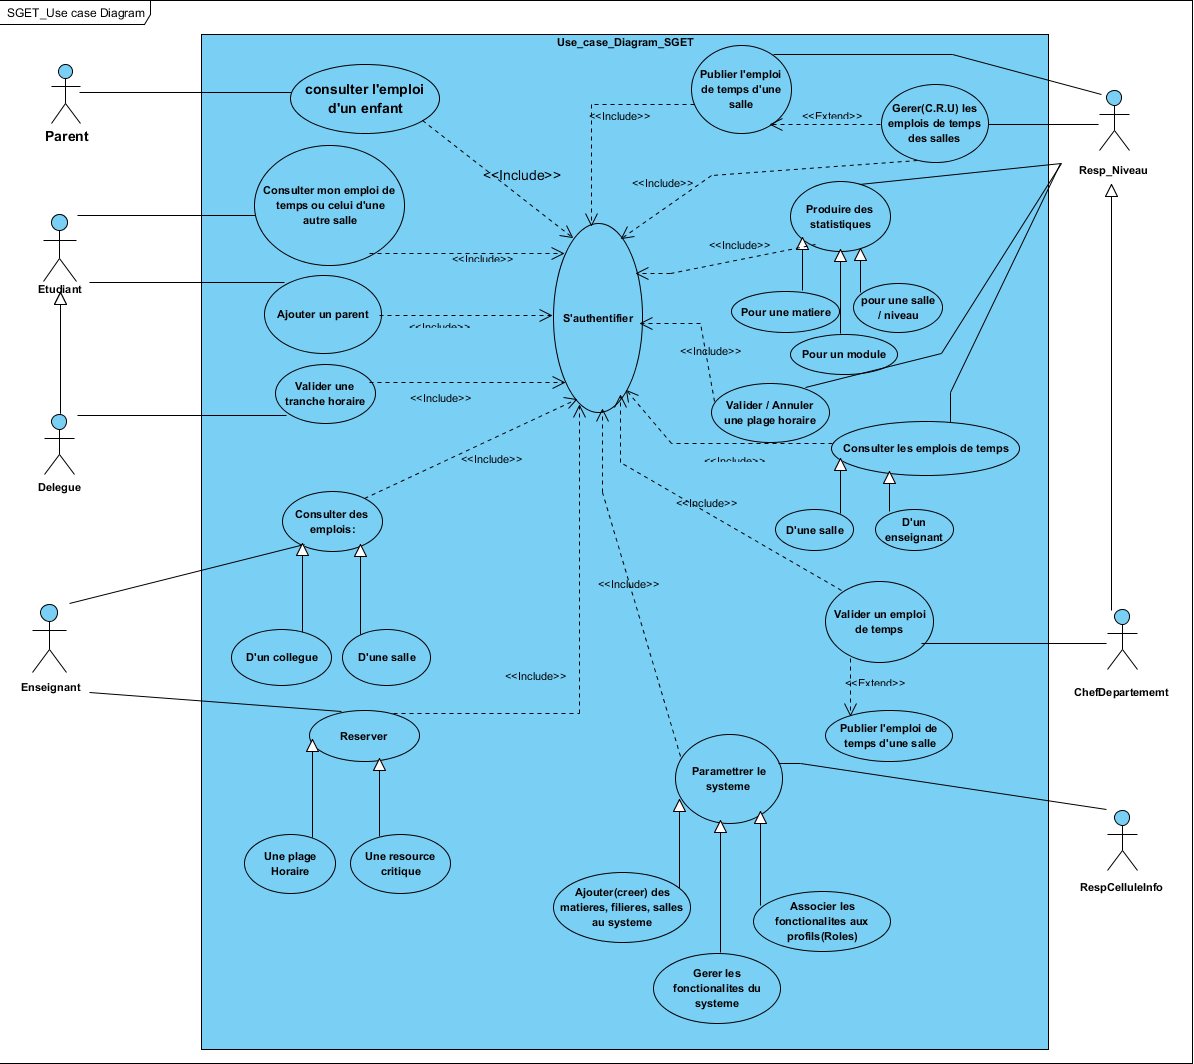 SGET_Use case Diagram
Use_case_Diagram_SGET
Parent
consulter l'emploi
d'un enfant
<<Include>>
Publier l'emploi
de temps d'une
salle
<<Include>>
<<Extend>>
Gerer(C.R.U) les
emplois de temps
des salles
Resp_Niveau
<<Include>>
Consulter mon emploi de
temps ou celui d'une
autre salle
<<Include>>
Etudiant
Produire des
statistiques
<<Include>>
Pour une matiere
pour une salle
/ niveau
Pour un module
Ajouter un parent
<<Include>>
S'authentifier
<<Include>>
Valider une
tranche horaire
<<Include>>
Valider / Annuler
une plage horaire
Delegue
Consulter les emplois de temps
<<Include>>
<<Include>>
D'une salle
D'un
enseignant
Consulter des
emplois:
<<Include>>
<<Include>>
Enseignant
D'un collegue
D'une salle
Valider un emploi
de temps
<<Extend>>
ChefDepartememt
<<Include>>
Publier l'emploi de
temps d'une salle
Reserver
Une plage
Horaire
Une resource
critique
Paramettrer le
systeme
RespCelluleInfo
Ajouter(creer) des
matieres, filieres, salles
au systeme
Associer les
fonctionalites aux
profils(Roles)
Gerer les
fonctionalites du
systeme